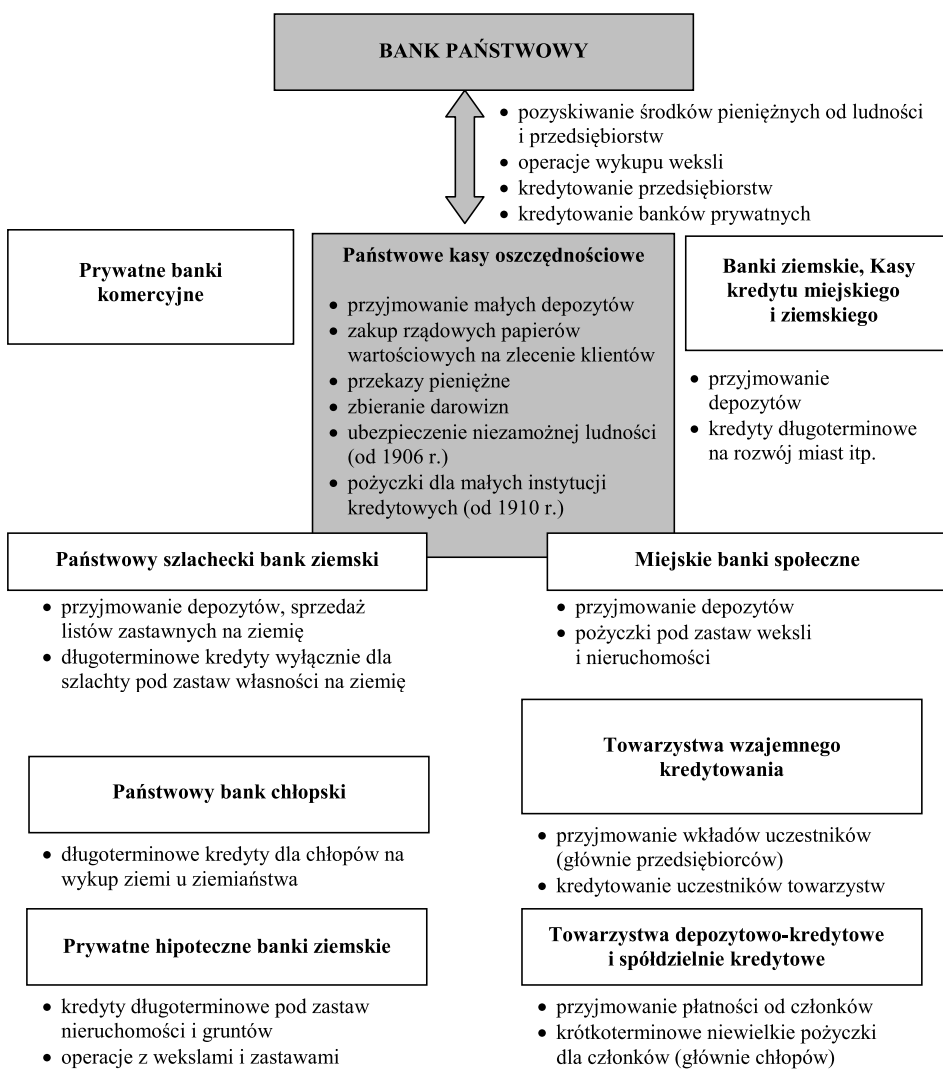 BANK PAŃSTWOWY
• pozyskiwanie środków pieniężnych od ludności
i przedsiębiorstw
• operacje wykupu weksli
• kredytowanie przedsiębiorstw
• kredytowanie banków prywatnych
Prywatne banki
komercyjne
Państwowe kasy oszczędnościowe
• przyjmowanie małych depozytów
• zakup rządowych papierów
wartościowych na zlecenie klientów
• przekazy pieniężne
• zbieranie darowizn
• ubezpieczenie niezamożnej ludności
(od 1906 r.)
• pożyczki dla małych instytucji
kredytowych (od 1910 r.)
Banki ziemskie, Kasy
kredytu miejskiego
i ziemskiego
• przyjmowanie
depozytów
• kredyty długoterminowe
na rozwój miast itp.
Państwowy szlachecki bank ziemski
• przyjmowanie depozytów, sprzedaż
listów zastawnych na ziemię
• długoterminowe kredyty wyłącznie dla
szlachty pod zastaw własności na ziemię
Miejskie banki społeczne
• przyjmowanie depozytów
• pożyczki pod zastaw weksli
i nieruchomości
Państwowy bank chłopski
• długoterminowe kredyty dla chłopów na
wykup ziemi u ziemiaństwa
Towarzystwa wzajemnego
kredytowania
• przyjmowanie wkładów uczestników
(głównie przedsiębiorców)
• kredytowanie uczestników towarzystw
Prywatne hipoteczne banki ziemskie
• kredyty długoterminowe pod zastaw
nieruchomości i gruntów
• operacje z wekslami i zastawami
Towarzystwa depozytowo-kredytowe
i spółdzielnie kredytowe
• przyjmowanie płatności od członków
• krótkoterminowe niewielkie pożyczki
dla członków (głównie chłopów)